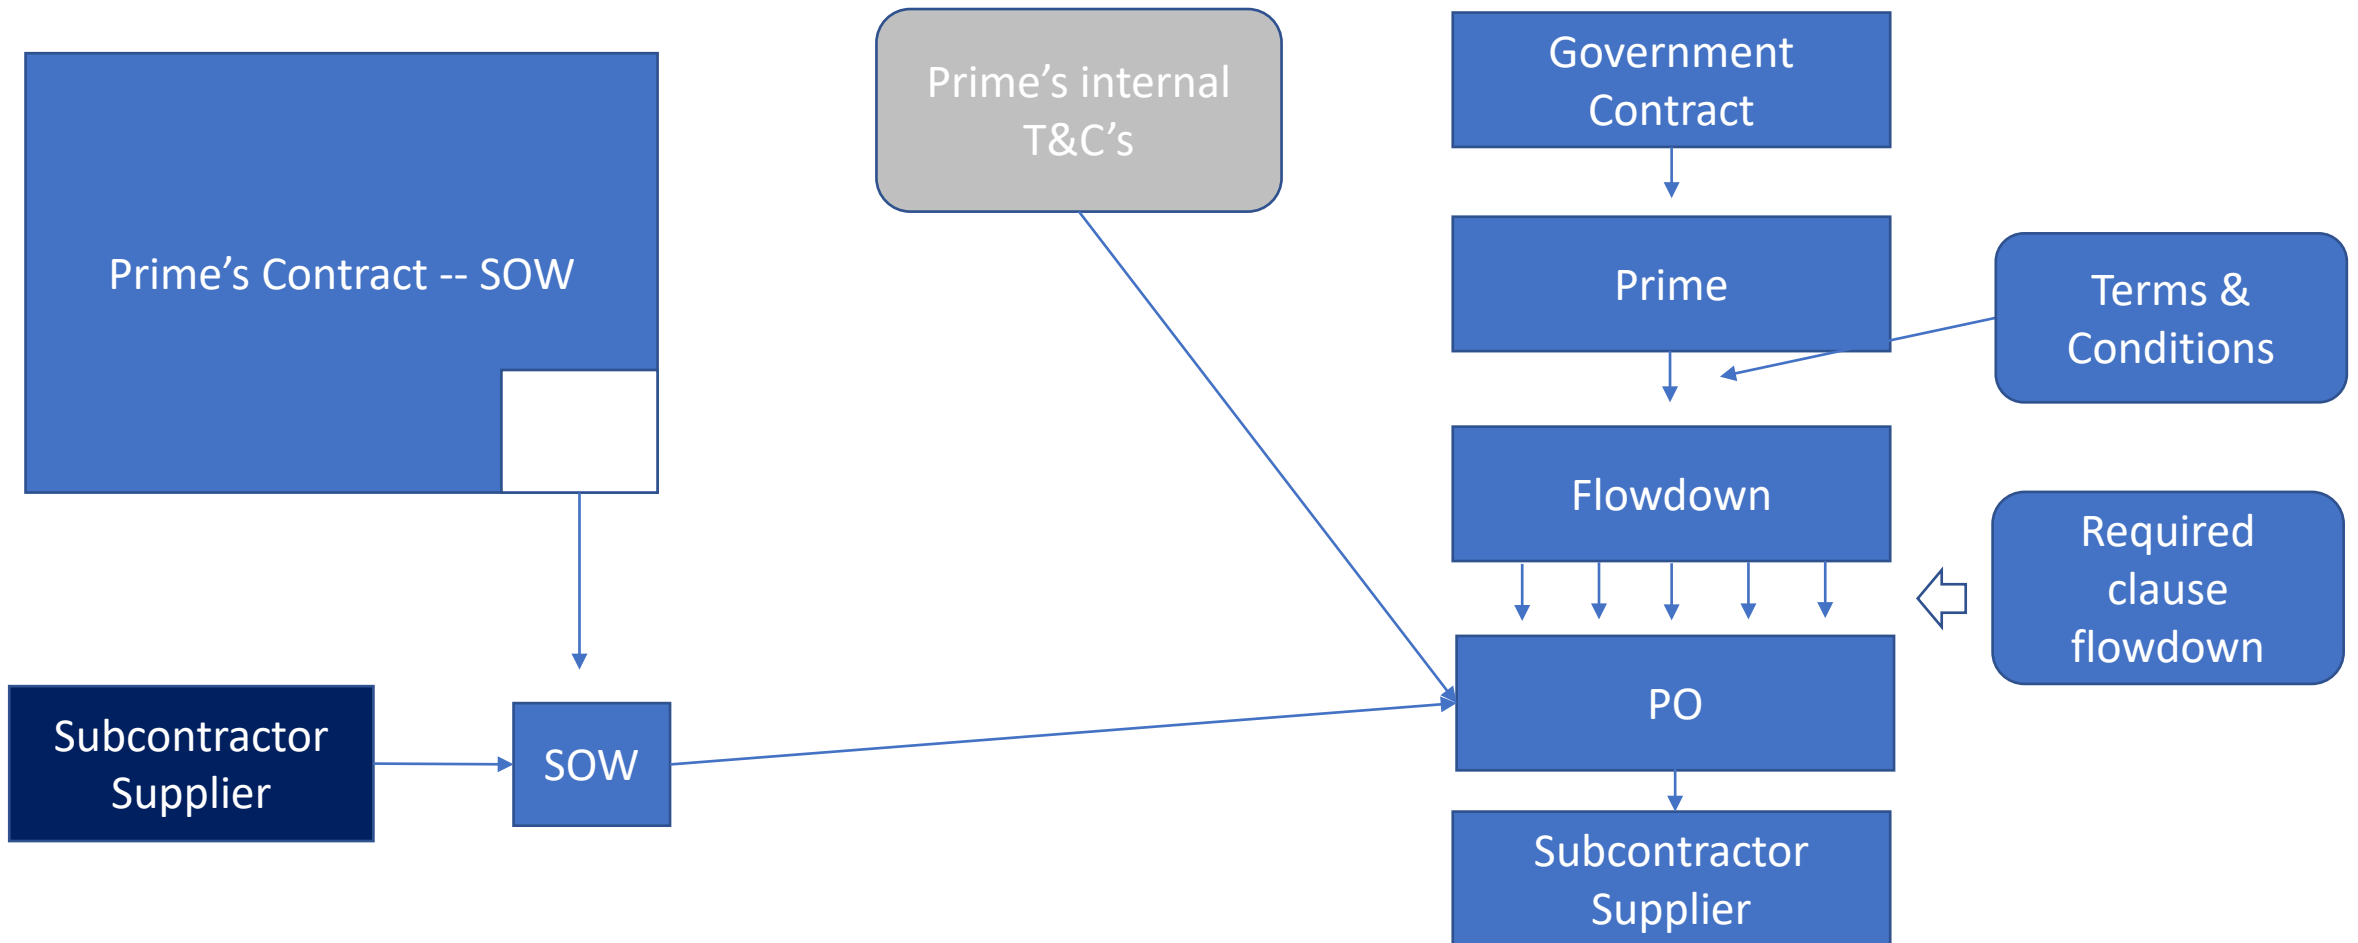 Prime’s Contract -- SOW
Subcontractor
Supplier
SOW
Prime’s internal
T&C’s
Government
Contract
Prime
Terms &
Conditions
Flowdown
Required
clause
flowdown
PO
Subcontractor
Supplier